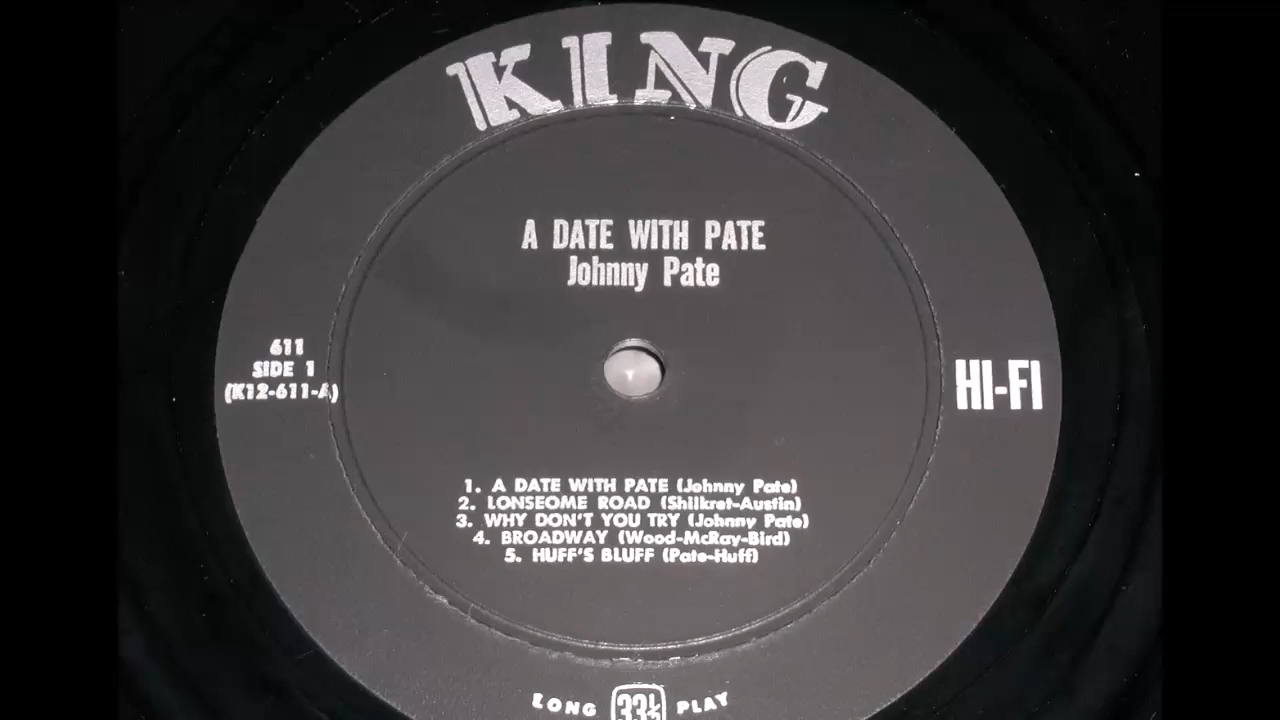 KING
A DATE WITH PATE
Johnny Pate
611
SIDE 1
(K12-611-A)
HI-FI
1. A DATE WITH PATE (Johnny Pate)
2. LONSEOME ROAD (Shilkret-Austin)
3. WHY DON'T YOU TRY (Johnny Pate)
4. BROADWAY (Wood-McRay-Bird)
5. HUFF'S BLUFF (Pate-Huff)
LONG 33⅓ PLAY